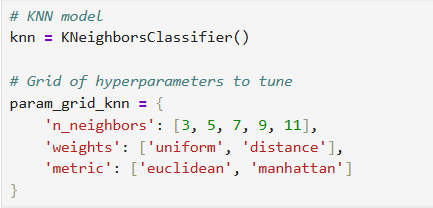 # KNN model
knn = KNeighborsClassifier()
# Grid of hyperparameters to tune
param_grid_knn = {
    'n_neighbors': [3, 5, 7, 9, 11],
    'weights': ['uniform', 'distance'],
    'metric': ['euclidean', 'manhattan']
}